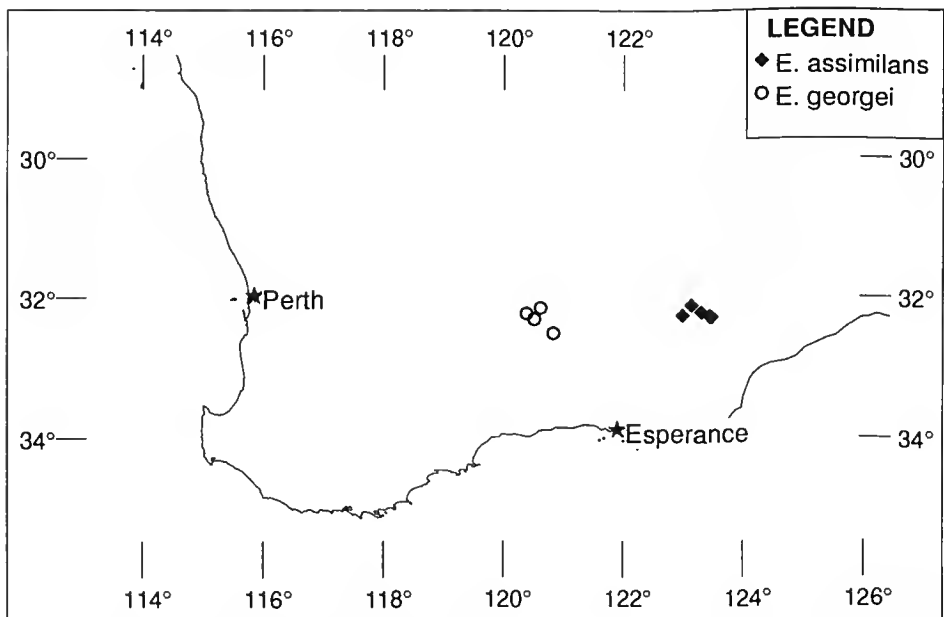 114° 116° 118° 120° 122°
LEGEND
E. assimilans
E. georgei
30° 30°
32° Perth 32°
34° Esperance 34°
114° 116° 118° 120° 122° 124° 126°